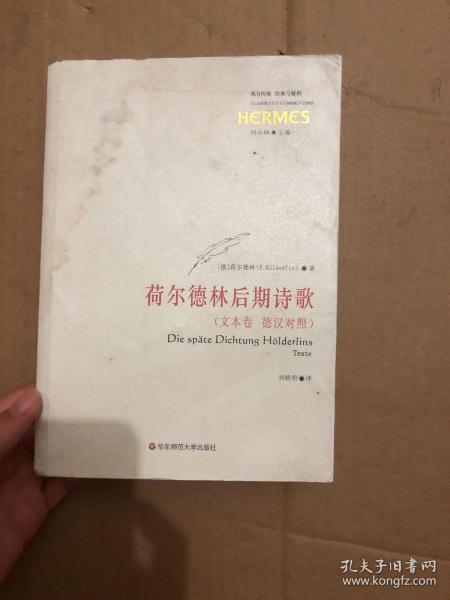 西方传统 经典与解释
CLASSICI ET COMMENTARII
HERMES
刘小枫●主编
[德]荷尔德林(F.Hölderlin)●著
荷尔德林后期诗歌
(文本卷 德汉对照)
Die späte Dichtung Hölderlins
Texte
刘皓明●译
华东师范大学出版社
孔夫子旧书网
www.kongfz.com